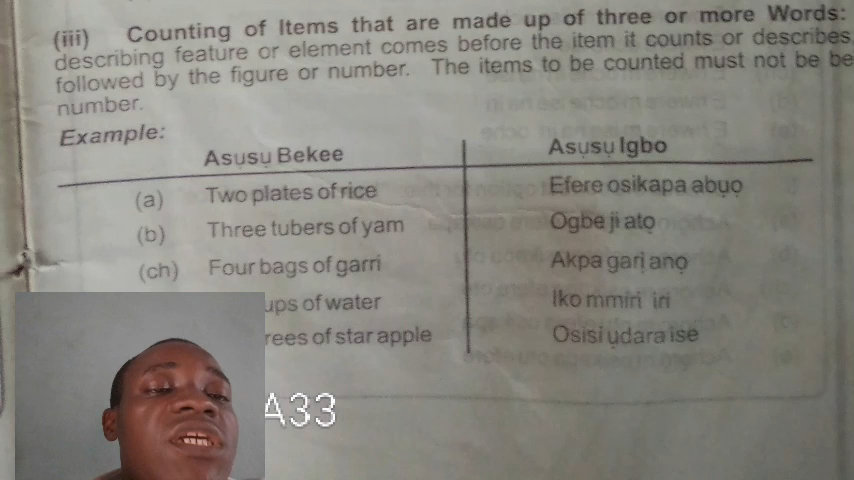 (iii) Counting of Items that are made up of three or more Words:
describing feature or element comes before the item it counts or describes
followed by the figure or number. The items to be counted must not be be
number.
Example:
Asụsụ Bekee Asụsụ Igbo
(a) Two plates of rice Efere osikapa abụọ
(b) Three tubers of yam Ogbe ji atọ
(ch) Four bags of garri Akpa garị anọ
ups of water Iko mmiri iri
rees of star apple Osisi ụdara ise
A33